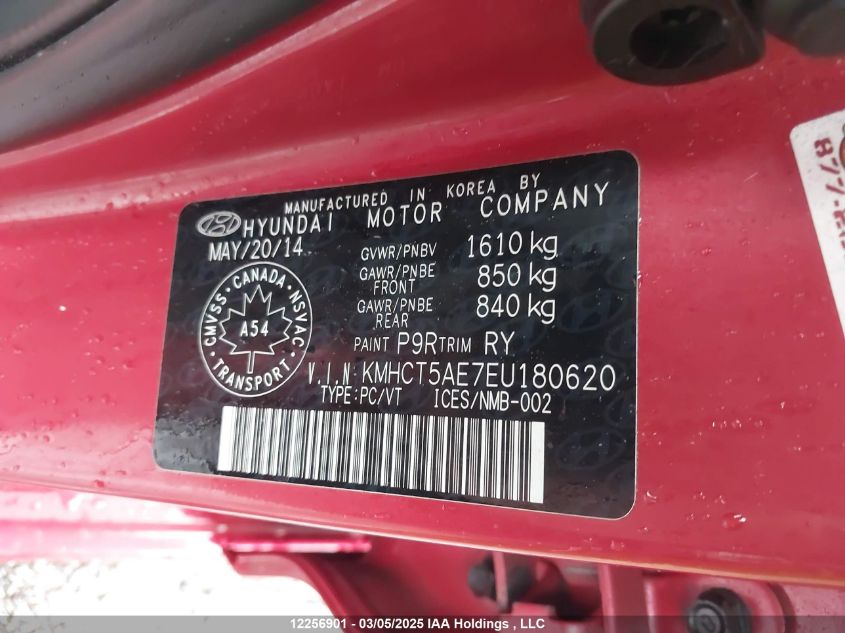 MANUFACTURED IN KOREA BY
HYUNDAI MOTOR COMPANY
MAY/20/14 GVWR/PNBV 1610 kg
GAWR/PNBE FRONT 850 kg
GAWR/PNBE REAR 840 kg
CANADA
CMVSS NSVAC
A54
TRANSPORT
PAINT P9R TRIM RY
V.I.N KMHCT5AE7EU180620
TYPE:PC/VT ICES/NMB-002
12256901 - 03/05/2025 IAA Holdings , LLC